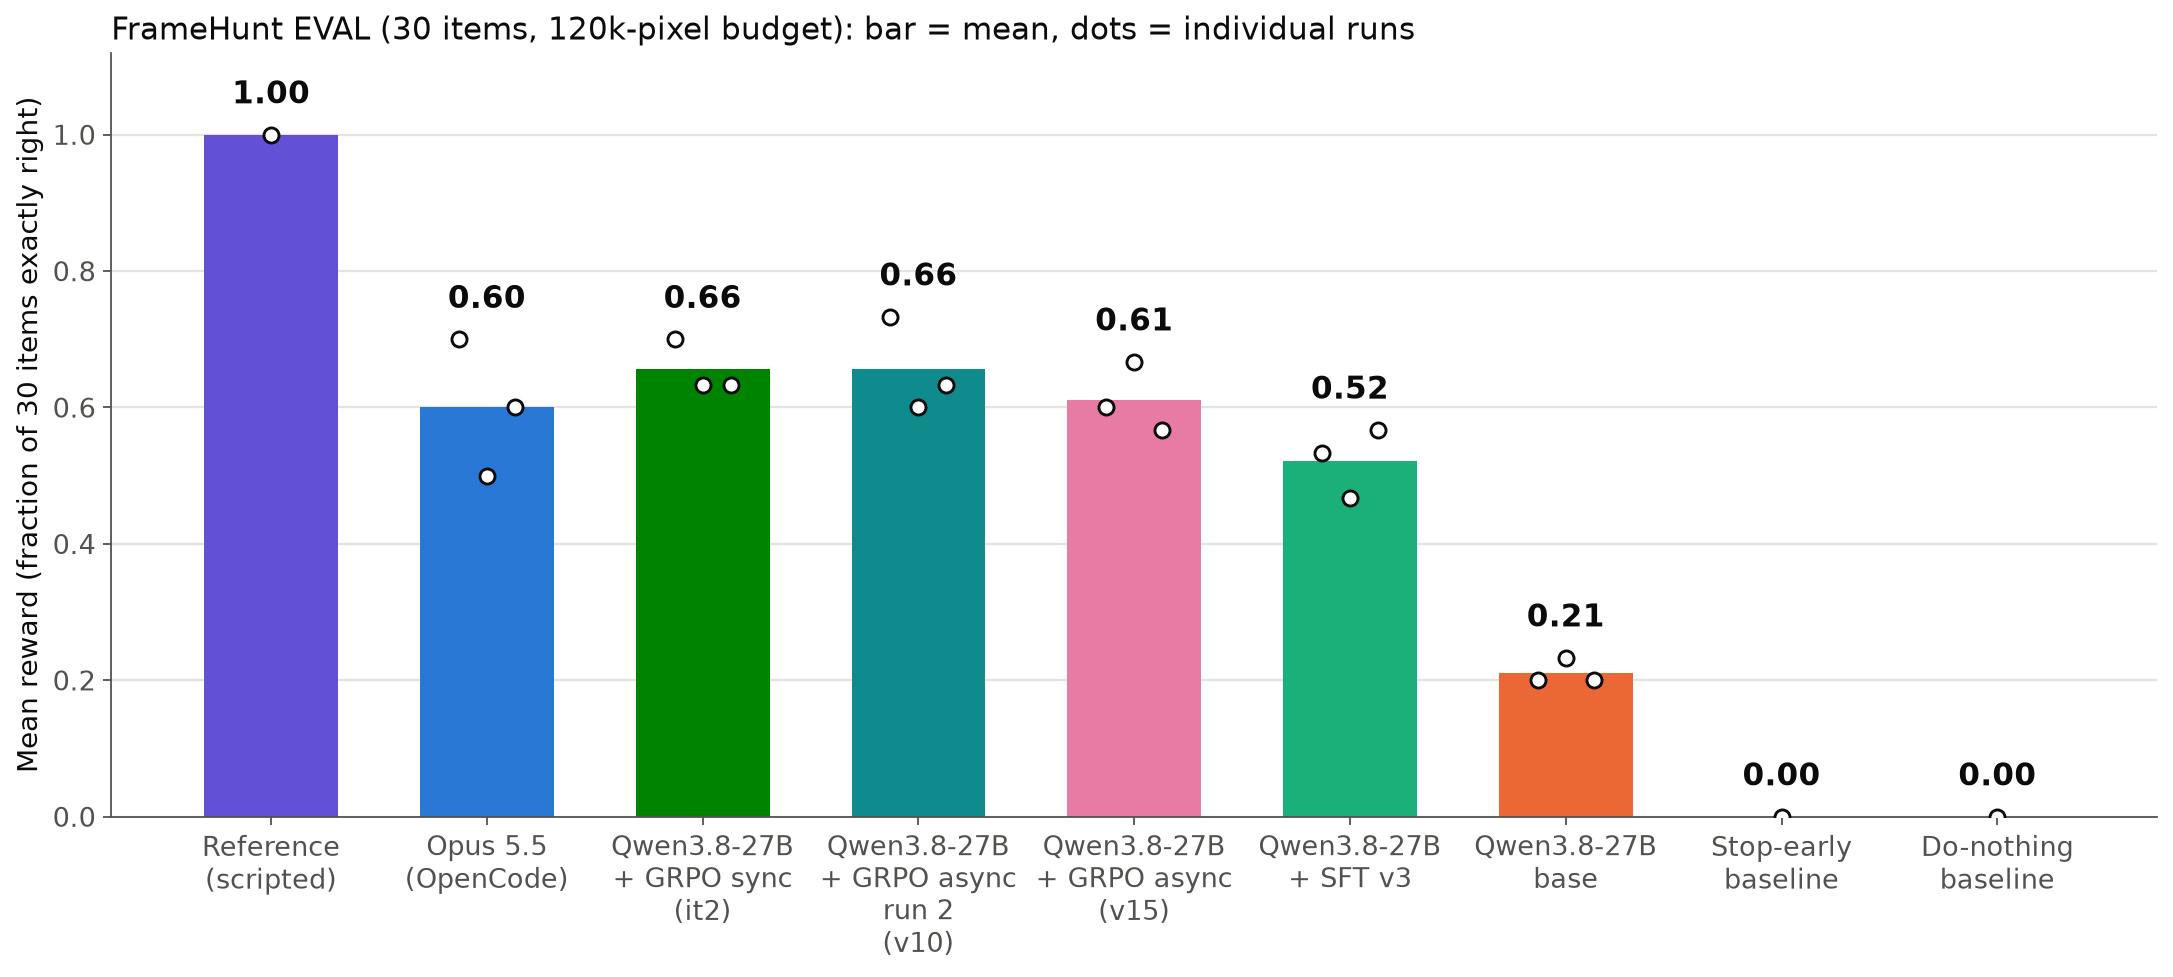 FrameHunt EVAL (30 items, 120k-pixel budget): bar = mean, dots = individual runs
Mean reward (fraction of 30 items exactly right)
1.0
0.8
0.6
0.4
0.2
0.0
1.00
0.60
0.66
0.66
0.61
0.52
0.21
0.00
0.00
Reference
(scripted)
Opus 5.5
(OpenCode)
Qwen3.8-27B
+ GRPO sync
(it2)
Qwen3.8-27B
+ GRPO async
run 2
(v10)
Qwen3.8-27B
+ GRPO async
(v15)
Qwen3.8-27B
+ SFT v3
Qwen3.8-27B
base
Stop-early
baseline
Do-nothing
baseline